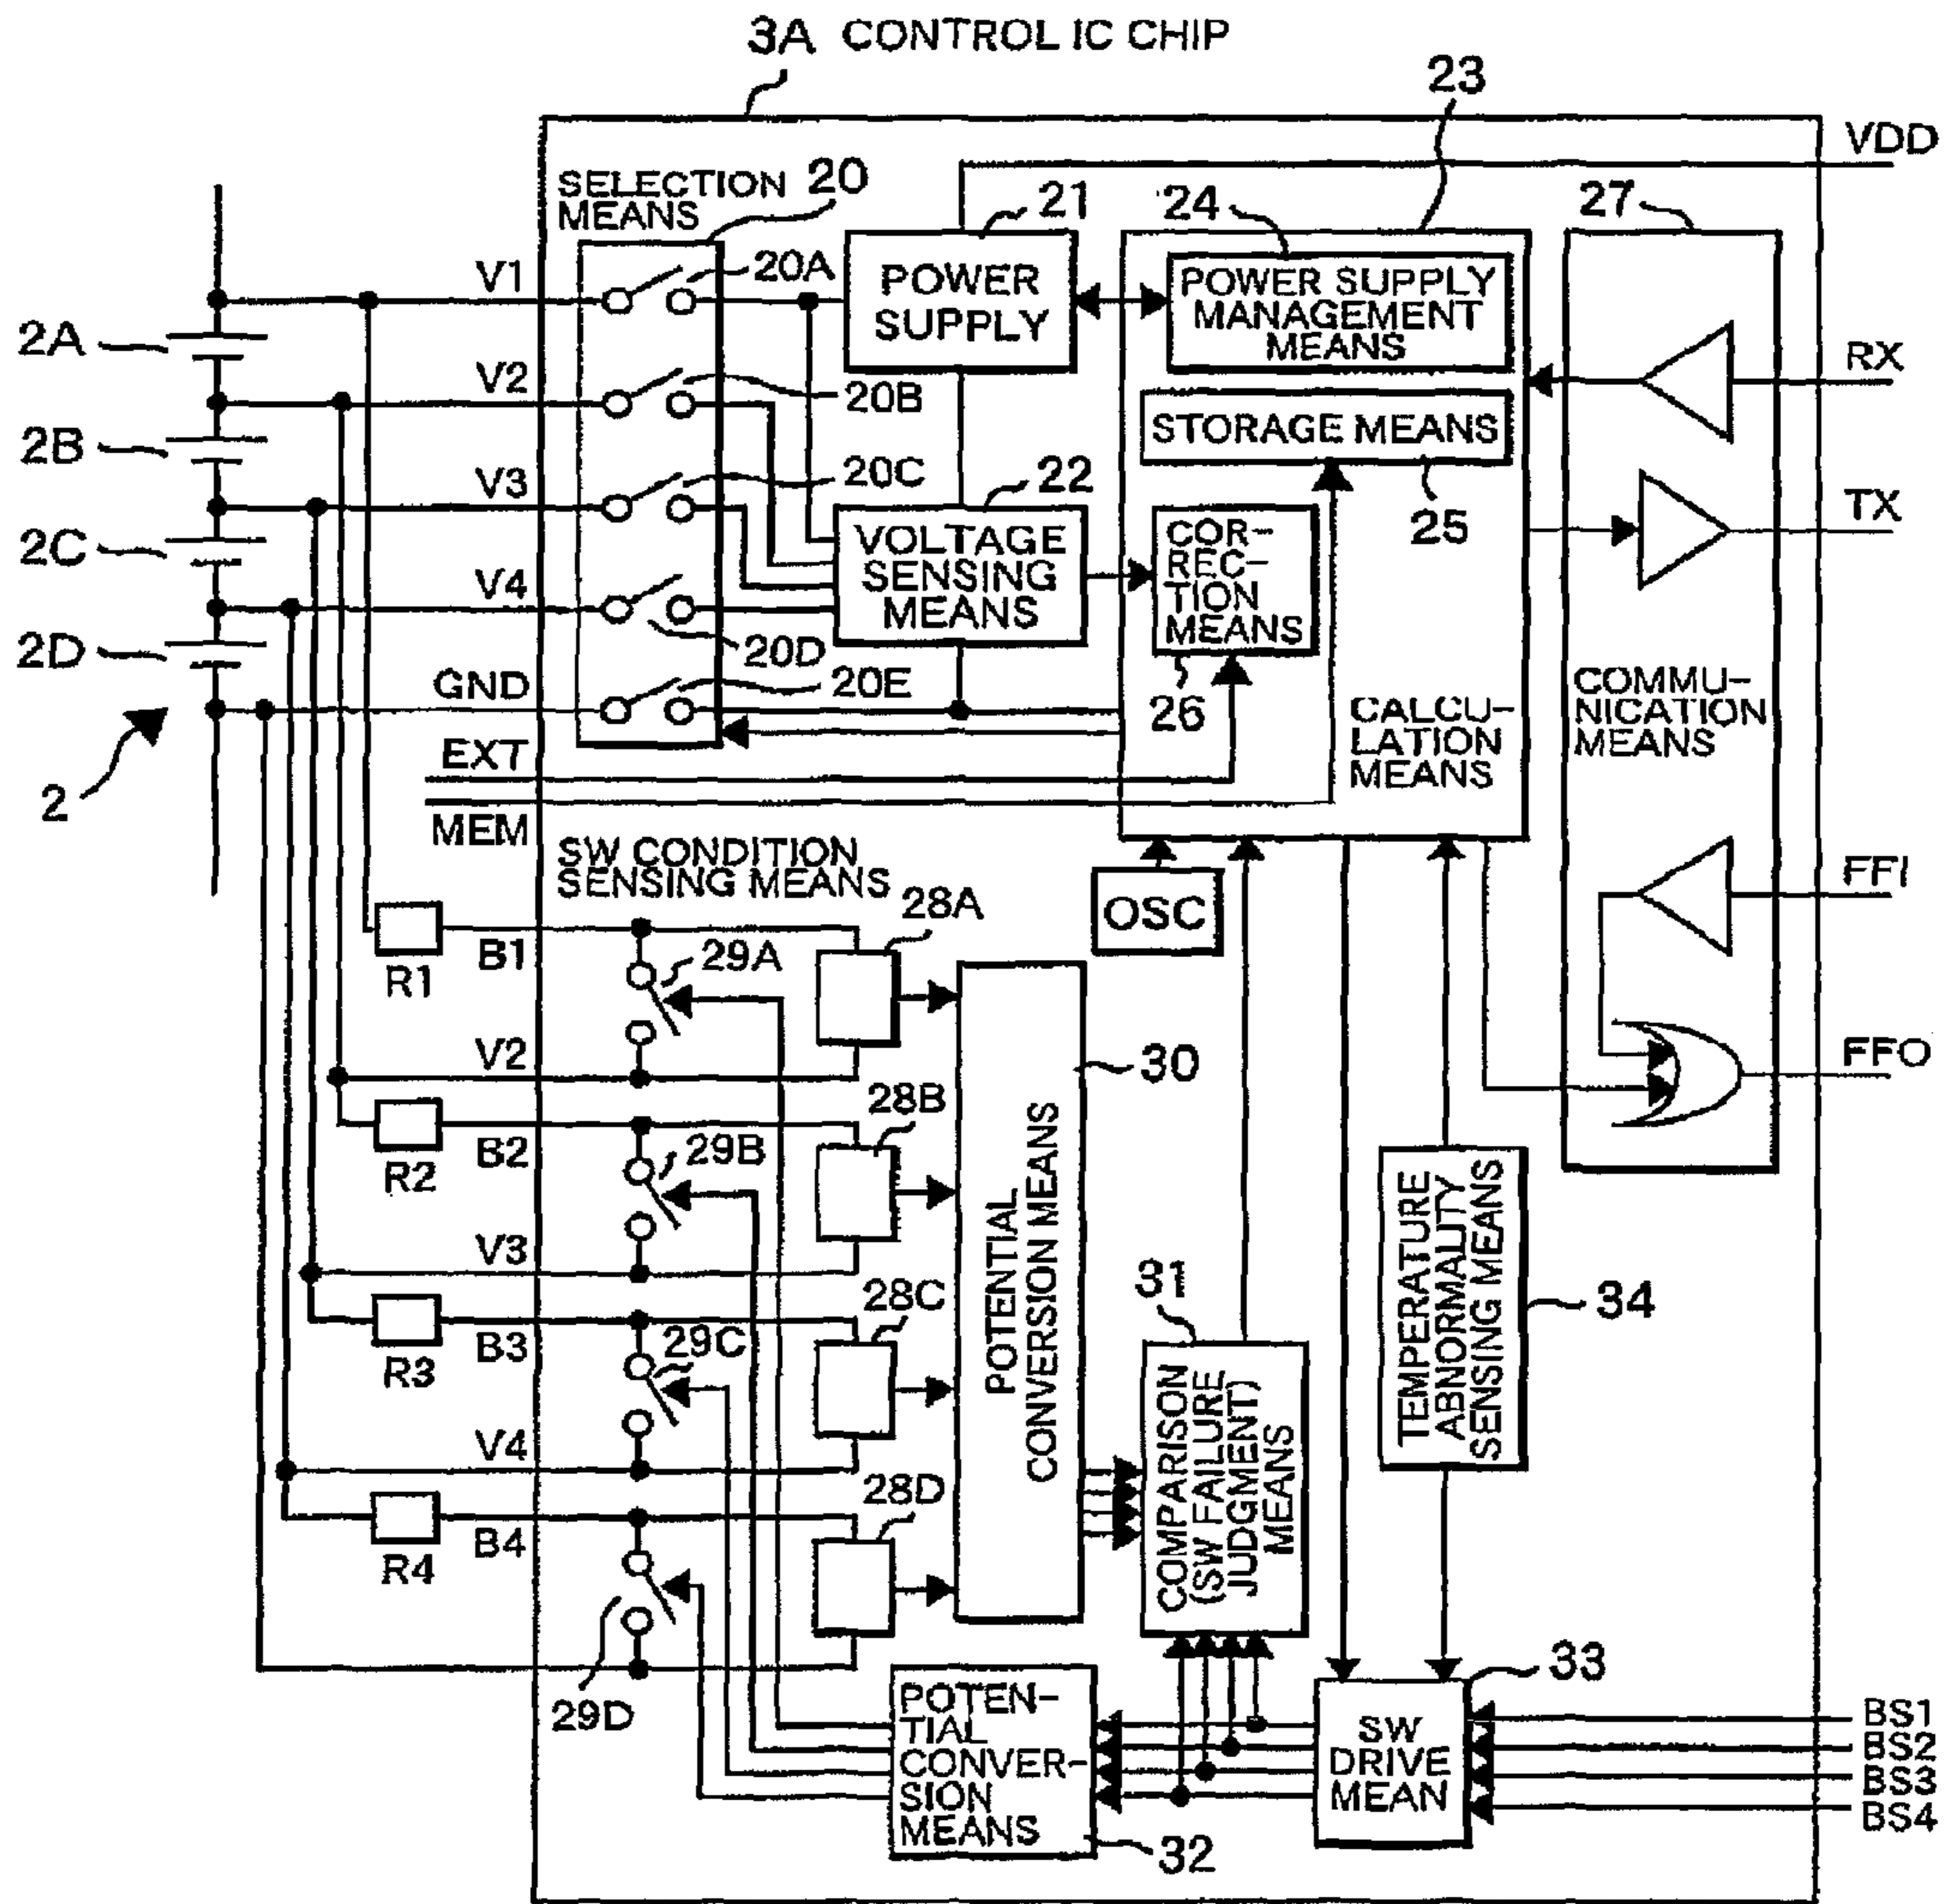 3A CONTROL IC CHIP
23
VDD
SELECTION
MEANS
20
21
24
27
V1
20A
POWER
SUPPLY
POWER SUPPLY
MANAGEMENT
MEANS
2A
RX
V2
20B
STORAGE MEANS
2B
V3
20C
22
25
TX
2C
VOLTAGE
SENSING
MEANS
COR-
REC-
TION
MEANS
V4
20D
2D
GND
20E
26
CALCU-
LATION
MEANS
COMMU-
NICATION
MEANS
EXT
2
MEM
SW CONDITION
SENSING MEANS
28A
OSC
FFI
R1
B1
29A
V2
30
FFO
28B
R2
B2
29B
POTENTIAL
CONVERSION MEANS
TEMPERATURE
ABNORMALITY
SENSING MEANS
V3
28C
31
34
R3
B3
29C
COMPARISON
(SW FAILURE
JUDGMENT)
MEANS
V4
28D
R4
B4
29D
33
POTEN-
TIAL
CONVER-
SION
MEANS
SW
DRIVE
MEAN
BS1
BS2
BS3
BS4
32